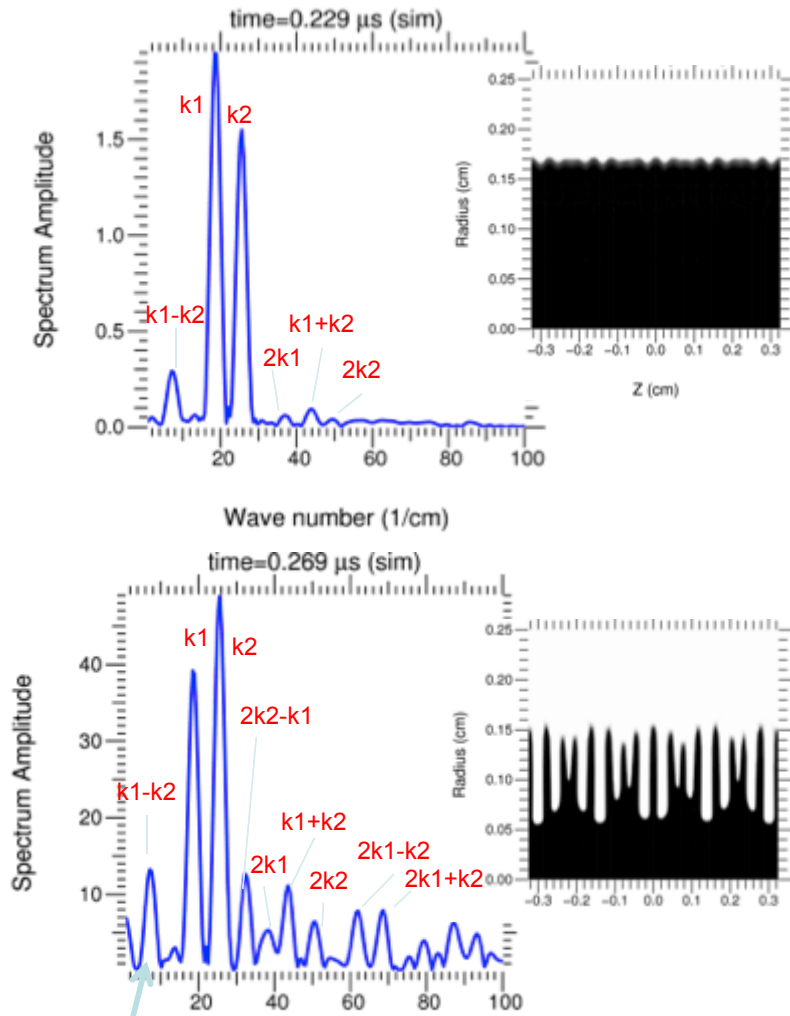 time=0.229 μs (sim)
Spectrum Amplitude
1.5
1.0
0.5
0.0
k1
k2
k1-k2
2k1
k1+k2
2k2
20
40
60
80
100
Wave number (1/cm)
Radius (cm)
0.25
0.20
0.15
0.10
0.05
0.00
-0.3 -0.2 -0.1 0.0 0.1 0.2 0.3
Z (cm)
time=0.269 μs (sim)
Spectrum Amplitude
40
30
20
10
k1
k2
2k2-k1
k1-k2
k1+k2
2k1
2k2
2k1-k2
2k1+k2
20
40
60
80
100
Radius (cm)
0.25
0.20
0.15
0.10
0.05
0.00
-0.3 -0.2 -0.1 0.0 0.1 0.2 0.3